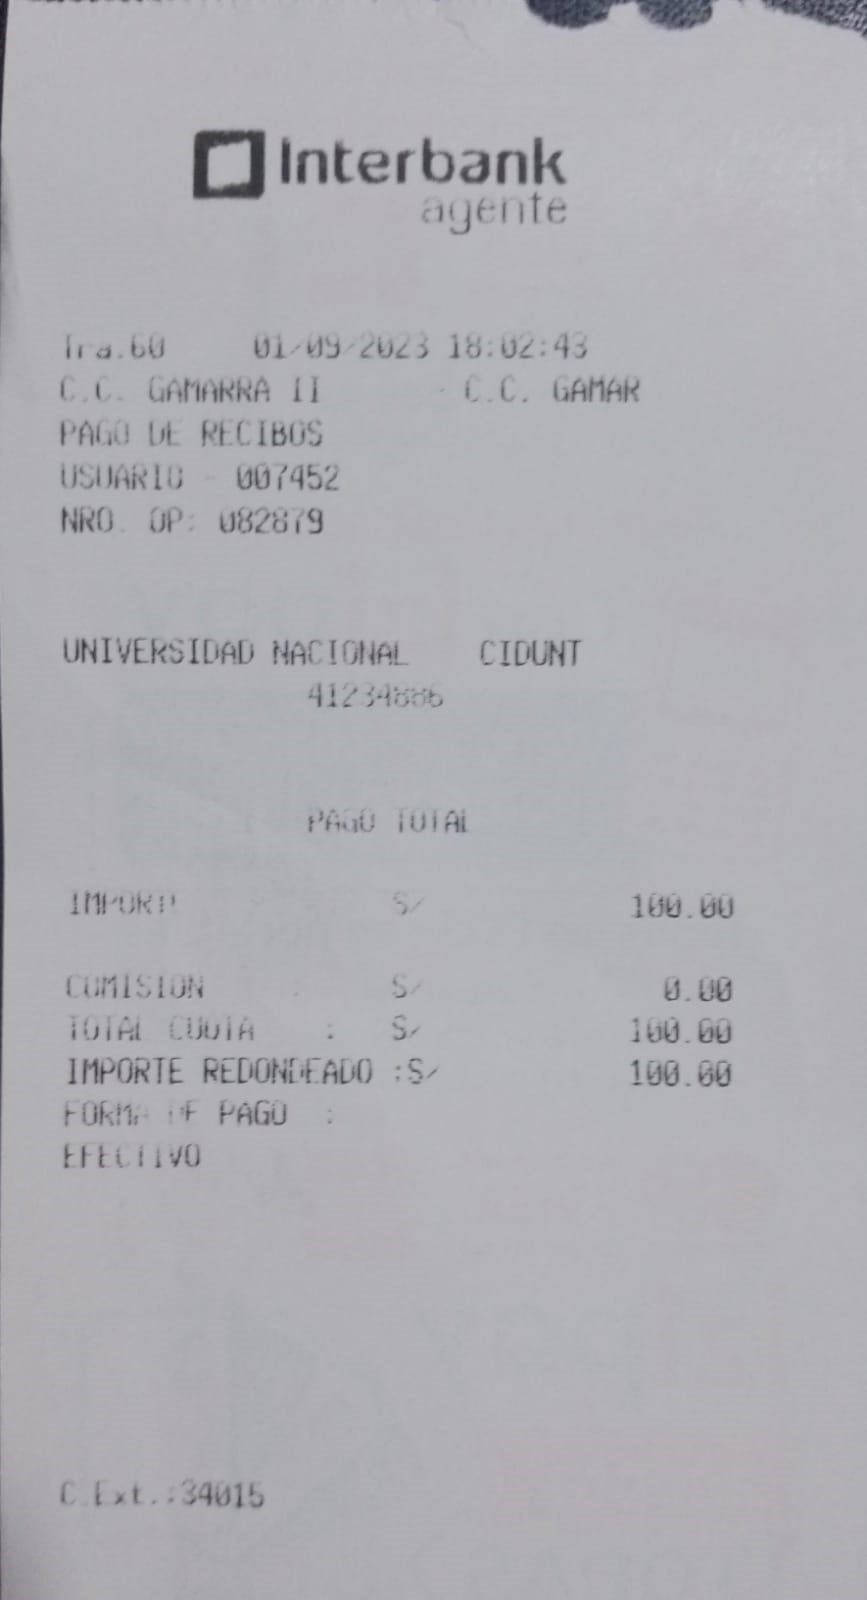 Interbank
agente
Tra.60 01/09/2023 18:02:43
C.C. GAMARRA II - C.C. GAMAR
PAGO DE RECIBOS
USUARIO - 007452
NRO. OP: 082879
UNIVERSIDAD NACIONAL CIDUNT
41234886
PAGO TOTAL
IMPORTE S/ 100.00
COMISION : S/ 0.00
TOTAL CUOTA : S/ 100.00
IMPORTE REDONDEADO :S/ 100.00
FORMA DE PAGO :
EFECTIVO
C.Ext.:34015